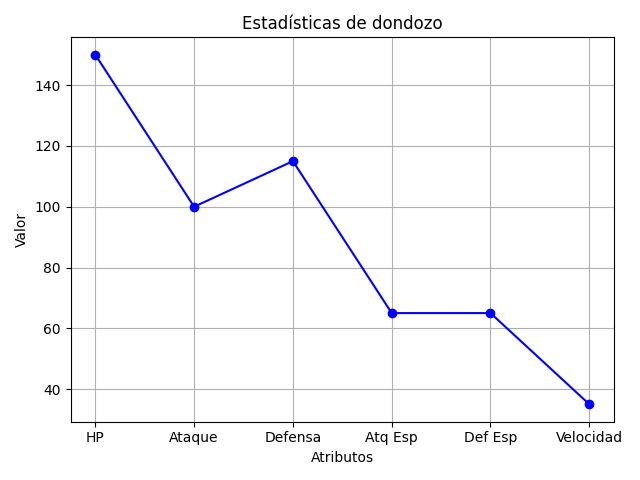 Estadísticas de dondozo
Valor
140
120
100
80
60
40
HP Ataque Defensa Atq Esp Def Esp Velocidad
Atributos